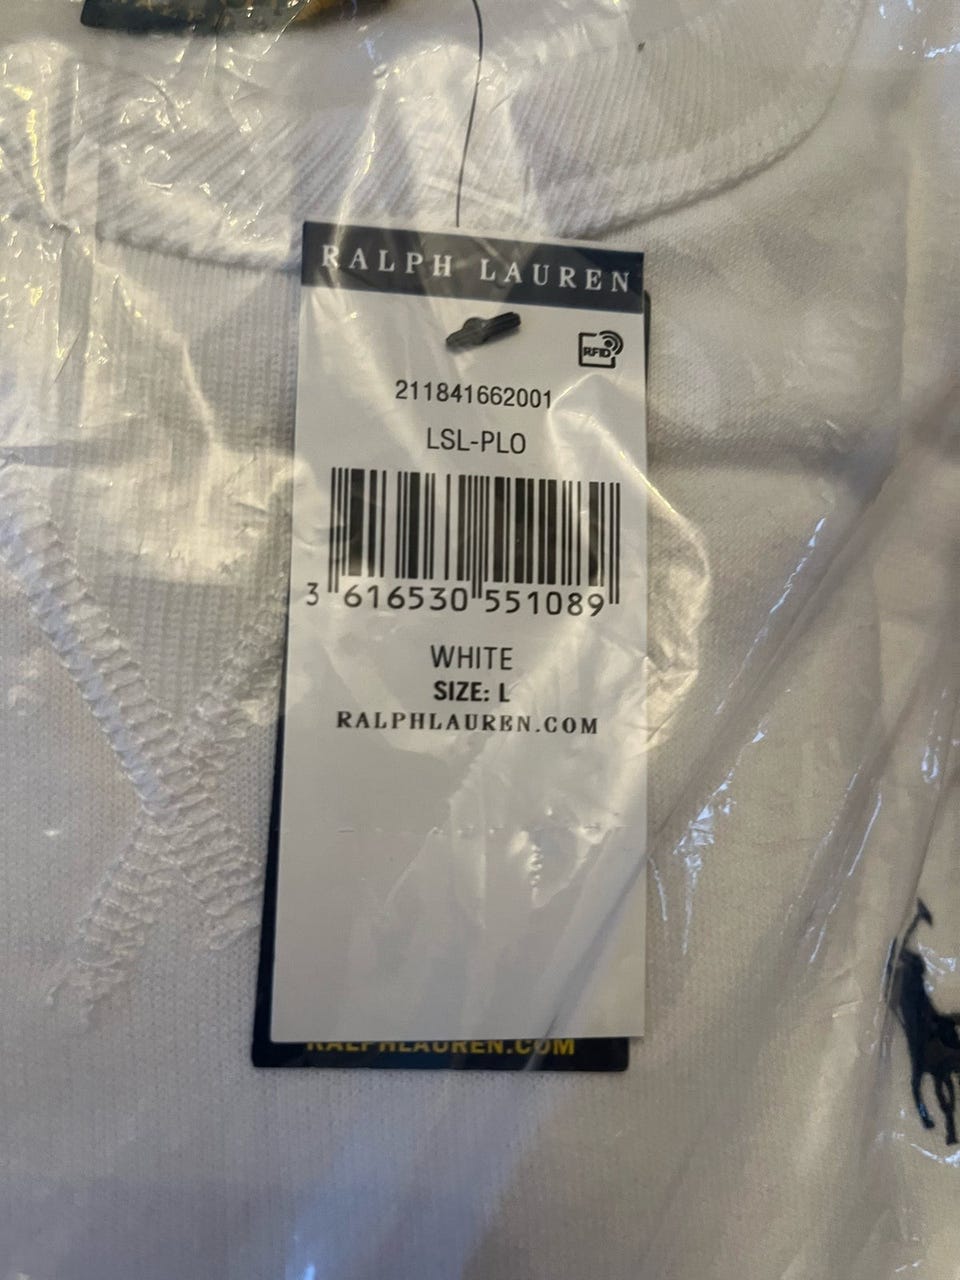 RALPH LAUREN
RFID
211841662001
LSL-PLO
3 616530 551089
WHITE
SIZE: L
RALPHLAUREN.COM
RALPHLAUREN.COM